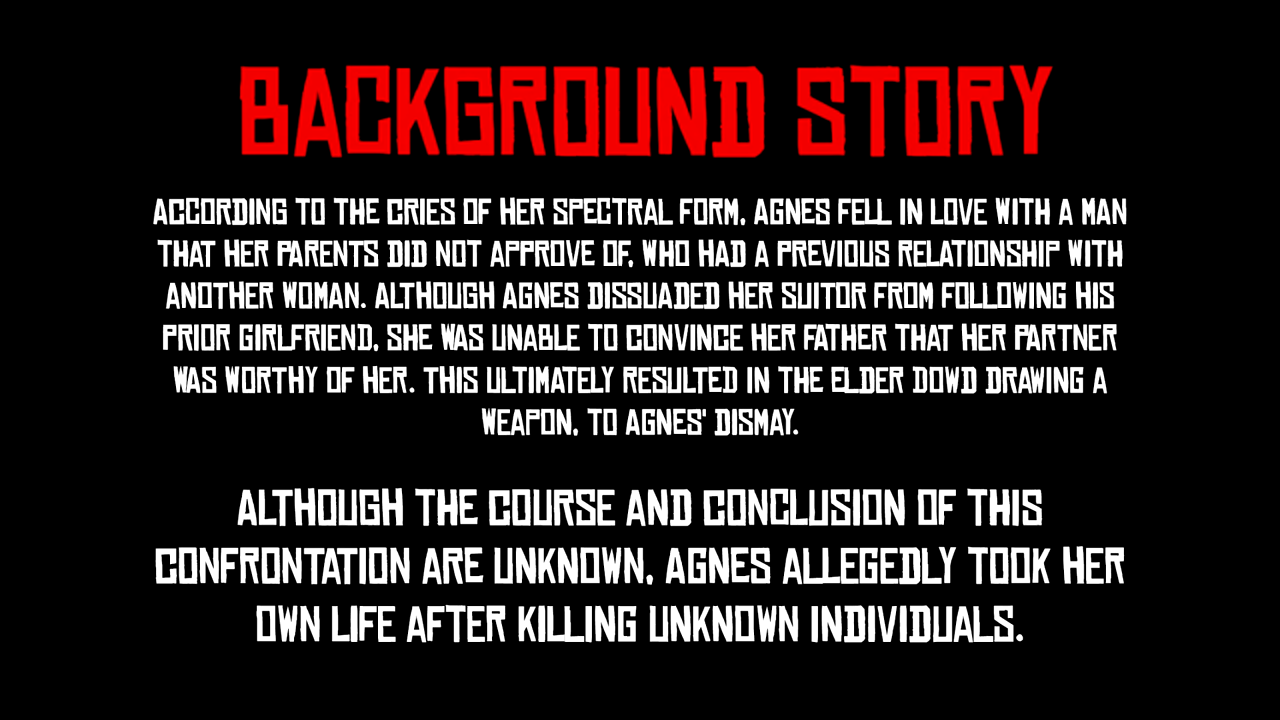 BACKGROUND STORY
ACCORDING TO THE CRIES OF HER SPECTRAL FORM, AGNES FELL IN LOVE WITH A MAN
THAT HER PARENTS DID NOT APPROVE OF, WHO HAD A PREVIOUS RELATIONSHIP WITH
ANOTHER WOMAN. ALTHOUGH AGNES DISSUADED HER SUITOR FROM FOLLOWING HIS
PRIOR GIRLFRIEND, SHE WAS UNABLE TO CONVINCE HER FATHER THAT HER PARTNER
WAS WORTHY OF HER. THIS ULTIMATELY RESULTED IN THE ELDER DOWD DRAWING A
WEAPON, TO AGNES' DISMAY.
ALTHOUGH THE COURSE AND CONCLUSION OF THIS
CONFRONTATION ARE UNKNOWN, AGNES ALLEGEDLY TOOK HER
OWN LIFE AFTER KILLING UNKNOWN INDIVIDUALS.